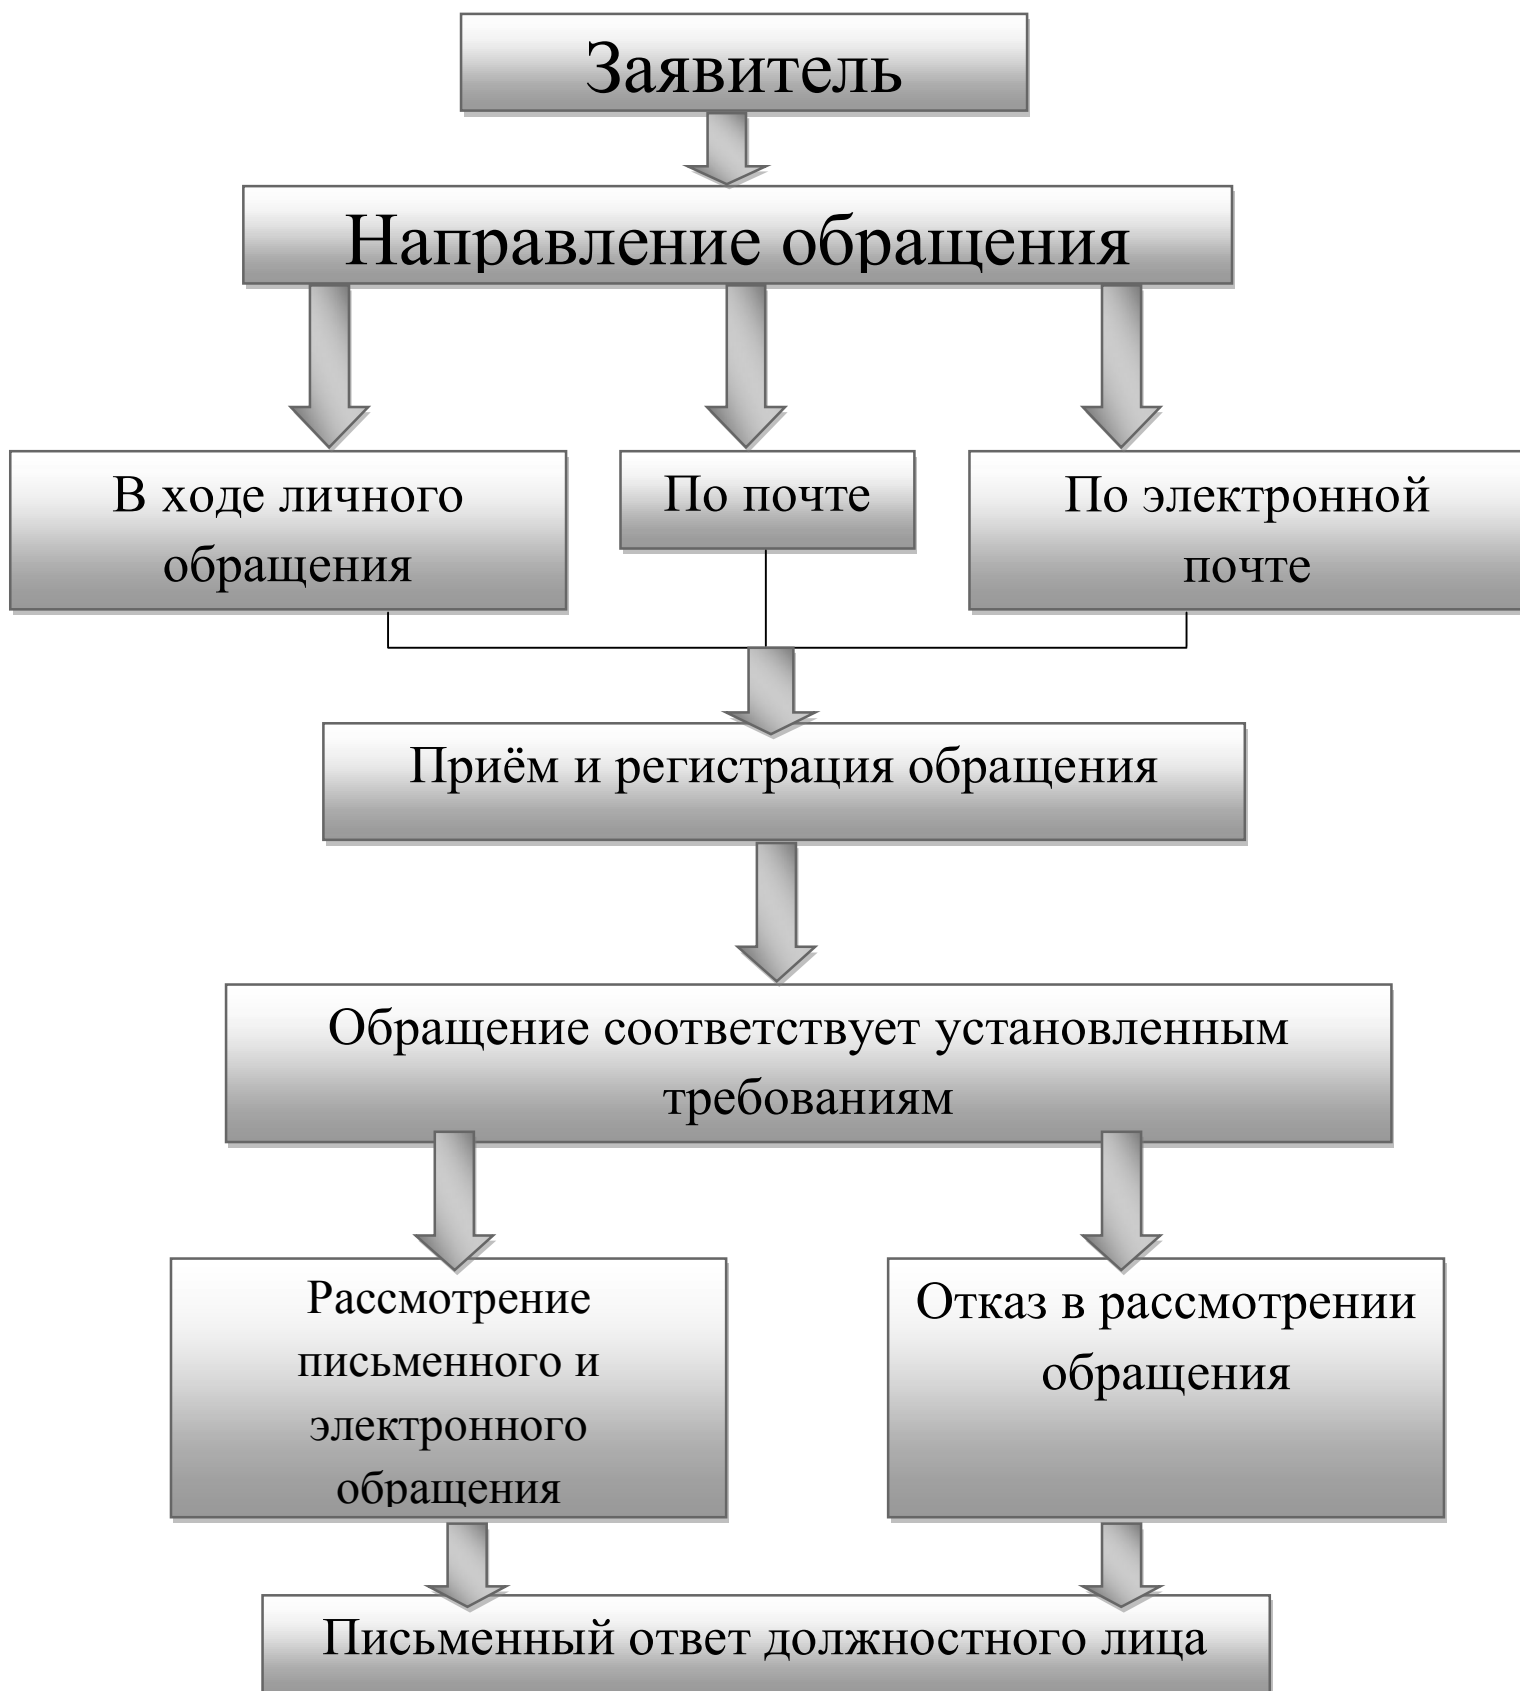 Заявитель
Направление обращения
В ходе личного
обращения
По почте
По электронной
почте
Приём и регистрация обращения
Обращение соответствует установленным
требованиям
Рассмотрение
письменного и
электронного
обращения
Отказ в рассмотрении
обращения
Письменный ответ должностного лица